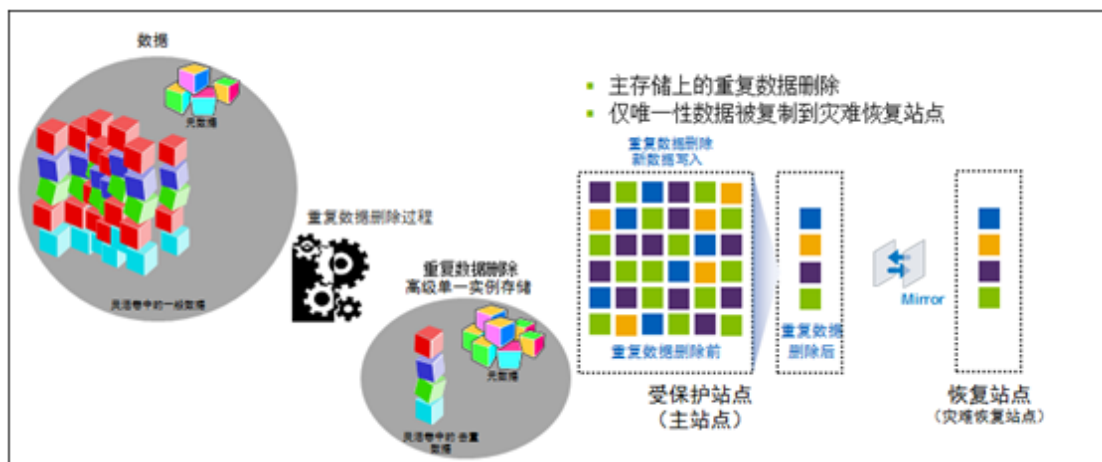 数据
元数据
灵活卷中的一般数据
重复数据删除过程
重复数据删除
高级单一实例存储
元数据
灵活卷中的 去重
数据
主存储上的重复数据删除
仅唯一性数据被复制到灾难恢复站点
重复数据删除
新数据写入
重复数据删除前
重复数据
删除后
受保护站点
（主站点）
Mirror
恢复站点
（灾难恢复站点）